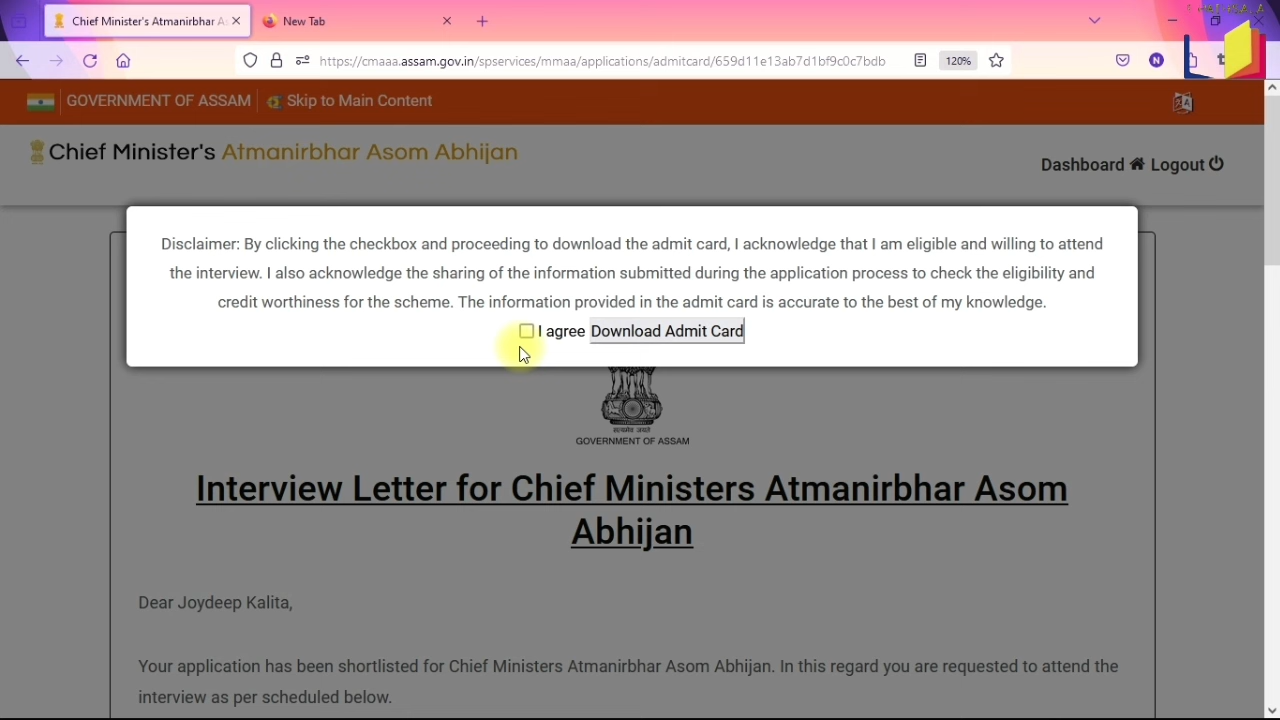 Chief Minister's Atmanirbhar As
New Tab
https://cmaaa.assam.gov.in/spservices/mmaa/applications/admitcard/659d11e13ab7d1bf9c0c7bdb
120%
N
GOVERNMENT OF ASSAM
Skip to Main Content
Chief Minister's Atmanirbhar Asom Abhijan
Dashboard Logout
Disclaimer: By clicking the checkbox and proceeding to download the admit card, I acknowledge that I am eligible and willing to attend
the interview. I also acknowledge the sharing of the information submitted during the application process to check the eligibility and
credit worthiness for the scheme. The information provided in the admit card is accurate to the best of my knowledge.
I agree Download Admit Card
सत्यमेव जयते
GOVERNMENT OF ASSAM
Interview Letter for Chief Ministers Atmanirbhar Asom
Abhijan
Dear Joydeep Kalita,
Your application has been shortlisted for Chief Ministers Atmanirbhar Asom Abhijan. In this regard you are requested to attend the
interview as per scheduled below.